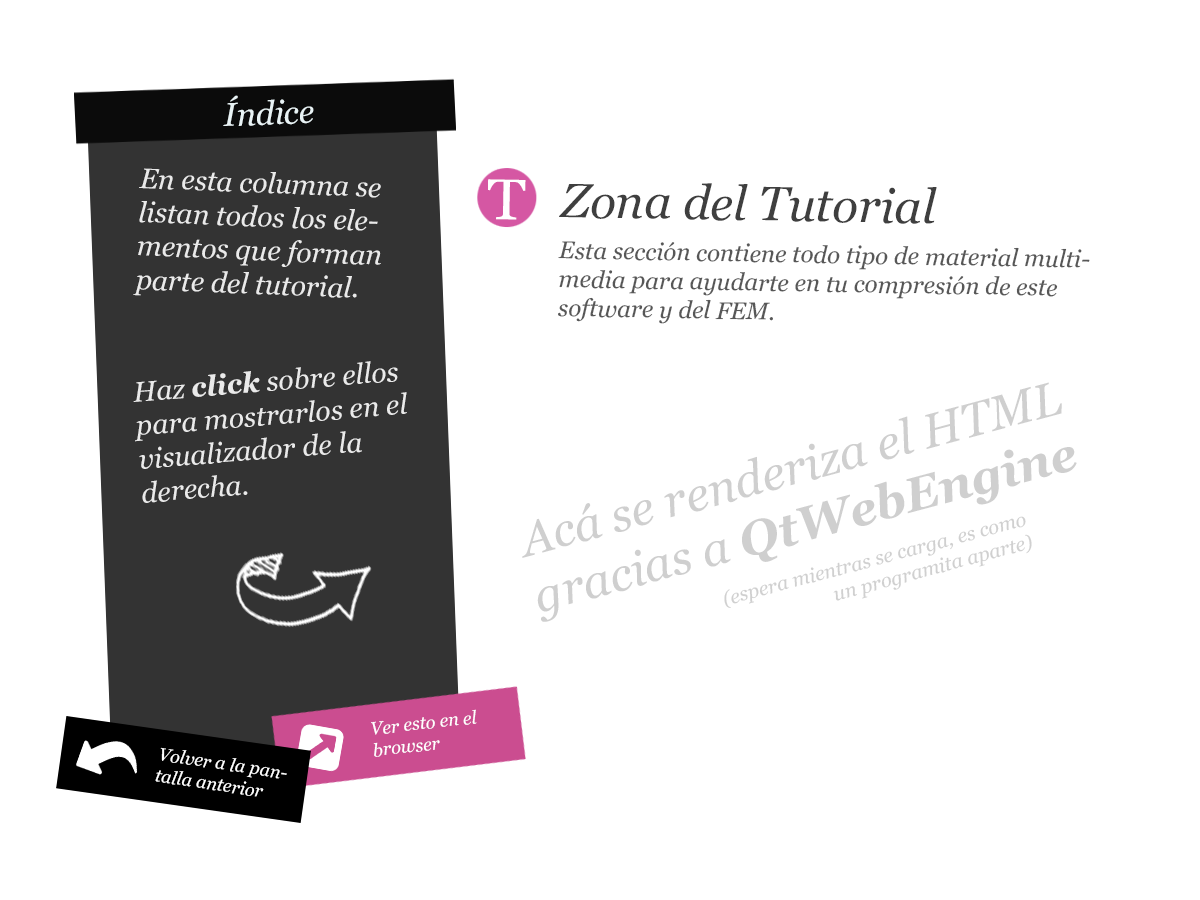 Índice
En esta columna se
listan todos los ele-
mentos que forman
parte del tutorial.
Haz click sobre ellos
para mostrarlos en el
visualizador de la
derecha.
T Zona del Tutorial
Esta sección contiene todo tipo de material multi-
media para ayudarte en tu compresión de este
software y del FEM.
Acá se renderiza el HTML
gracias a QtWebEngine
(espera mientras se carga, es como
un programita aparte)
Ver esto en el
browser
Volver a la pan-
talla anterior